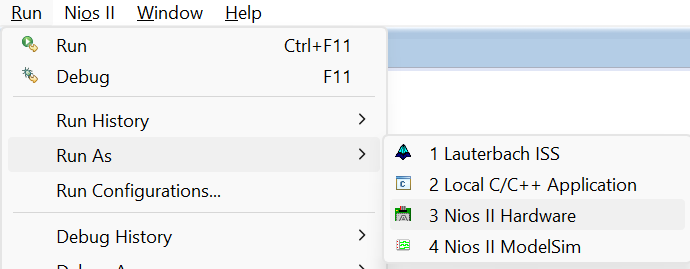 Run Nios II Window Help
Run Ctrl+F11
Debug F11
Run History
Run As
1 Lauterbach ISS
2 Local C/C++ Application
3 Nios II Hardware
4 Nios II ModelSim
Run Configurations...
Debug History